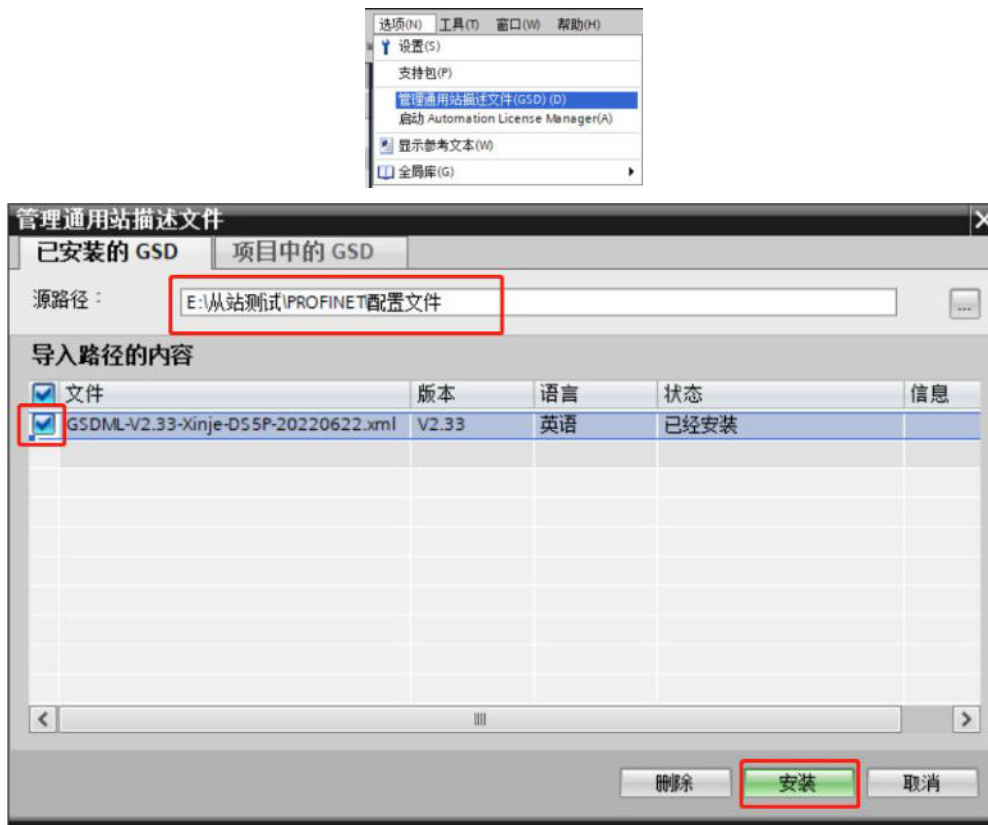 选项(N) 工具(T) 窗口(W) 帮助(H)
设置(S)
支持包(P)
管理通用站描述文件(GSD) (D)
启动 Automation License Manager(A)
显示参考文本(W)
全局库(G)
管理通用站描述文件
已安装的 GSD 项目中的 GSD
源路径： E:\从站测试\PROFINET配置文件 ...
导入路径的内容
文件 版本 语言 状态 信息
GSDML-V2.33-Xinje-DS5P-20220622.xml V2.33 英语 已经安装
删除 安装 取消